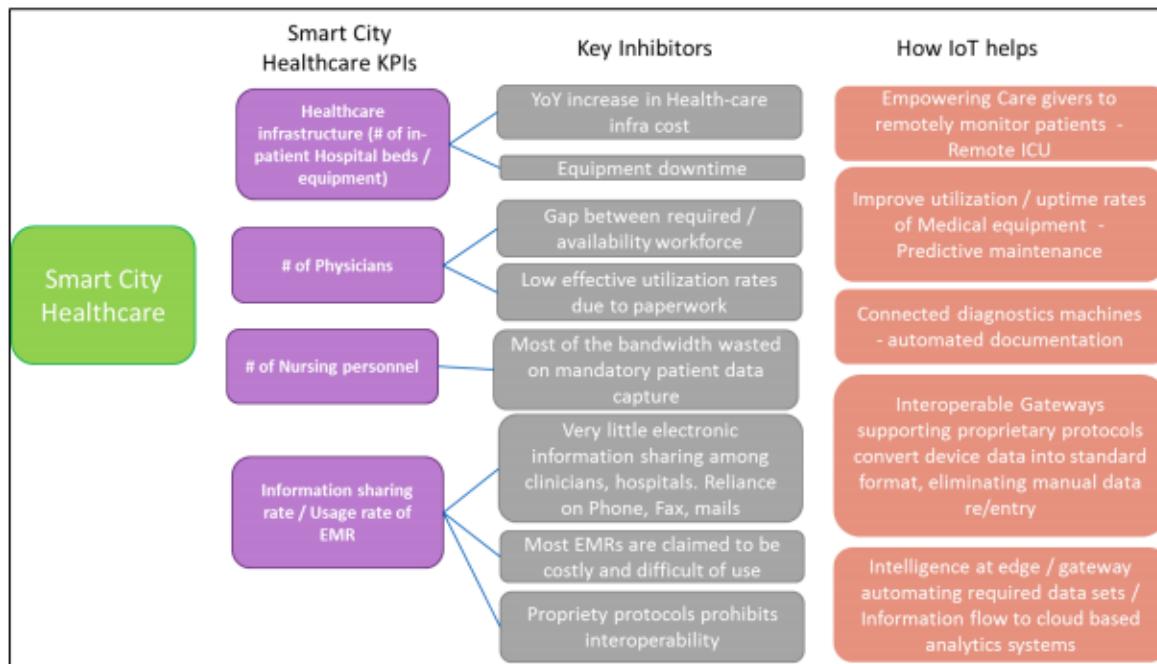 Smart City
Healthcare KPIs
Key Inhibitors
How IoT helps
Smart City
Healthcare
Healthcare
infrastructure (# of in-
patient Hospital beds /
equipment)
# of Physicians
# of Nursing personnel
Information sharing
rate / Usage rate of
EMR
YoY increase in Health-care
infra cost
Equipment downtime
Gap between required /
availability workforce
Low effective utilization rates
due to paperwork
Most of the bandwidth wasted
on mandatory patient data
capture
Very little electronic
information sharing among
clinicians, hospitals. Reliance
on Phone, Fax, mails
Most EMRs are claimed to be
costly and difficult of use
Propriety protocols prohibits
interoperability
Empowering Care givers to
remotely monitor patients -
Remote ICU
Improve utilization / uptime rates
of Medical equipment -
Predictive maintenance
Connected diagnostics machines
- automated documentation
Interoperable Gateways
supporting proprietary protocols
convert device data into standard
format, eliminating manual data
re/entry
Intelligence at edge / gateway
automating required data sets /
Information flow to cloud based
analytics systems